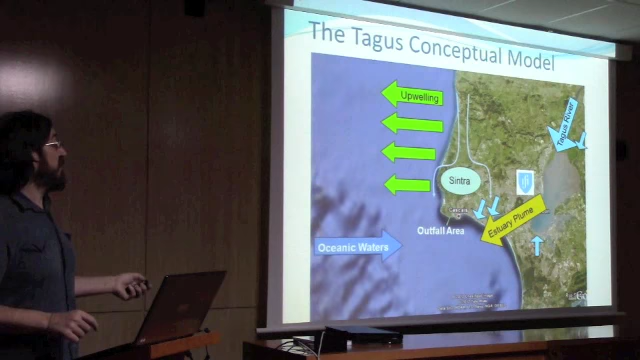 The Tagus Conceptual Model
Upwelling
Tagus River
Sintra
Estuary Plume
Outfall Area
Oceanic Waters